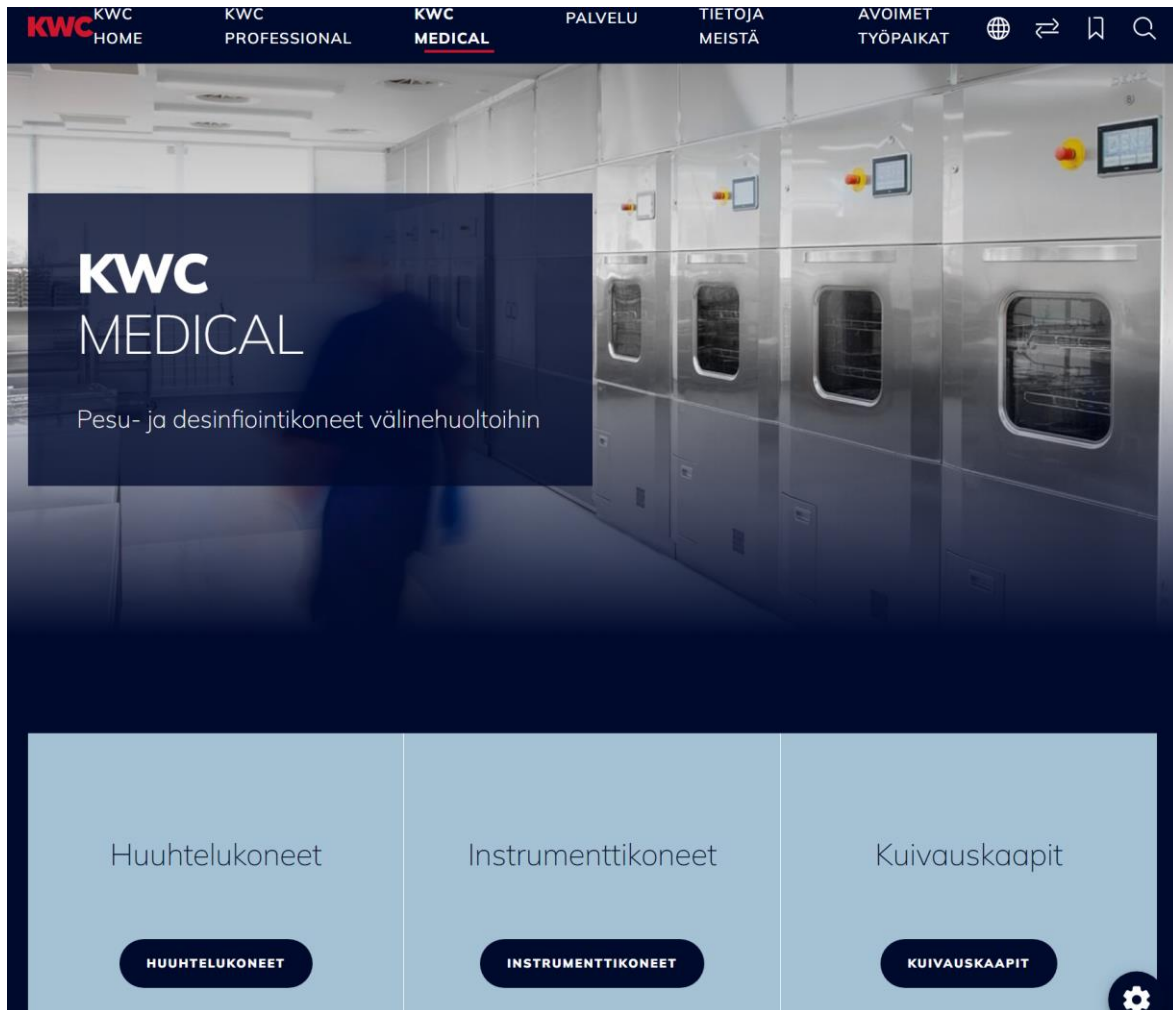 KWC
KWC HOME
KWC PROFESSIONAL
KWC MEDICAL
PALVELU
TIETOJA MEISTÄ
AVOIMET TYÖPAIKAT
KWC
MEDICAL
Pesu- ja desinfiointikoneet välinehuoltoihin
Huuhtelukoneet
Instrumenttikoneet
Kuivauskaapit
HUUHTELUKONEET
INSTRUMENTTIKONEET
KUIVAUSKAAPIT